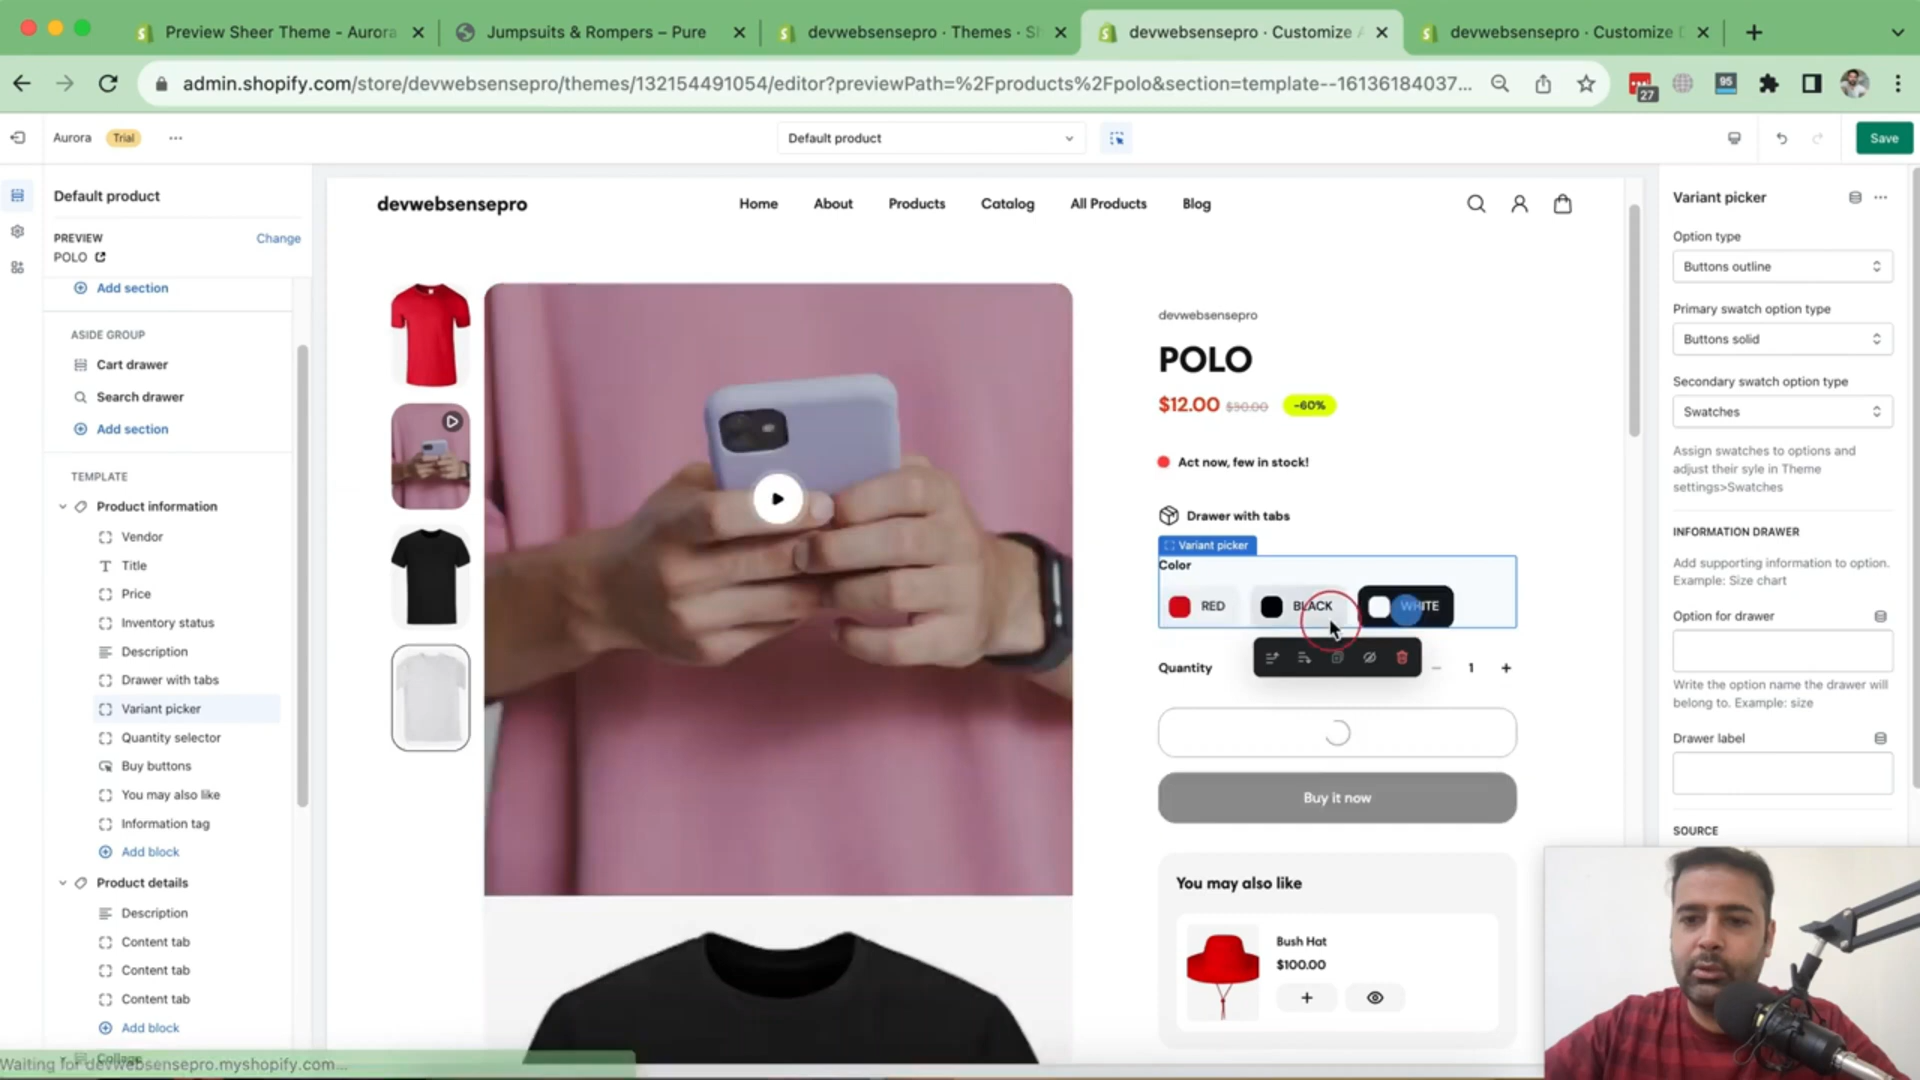 Preview Sheer Theme - Aurora
Jumpsuits & Rompers – Pure
devwebsensepro · Themes · Sh
devwebsensepro · Customize A
devwebsensepro · Customize D
admin.shopify.com/store/devwebsensepro/themes/132154491054/editor?previewPath=%2Fproducts%2Fpolo&section=template--16136184037...
27
95
Aurora
Trial
Default product
Save
Default product
PREVIEW
Change
POLO
Add section
ASIDE GROUP
Cart drawer
Search drawer
Add section
TEMPLATE
Product information
Vendor
Title
Price
Inventory status
Description
Drawer with tabs
Variant picker
Quantity selector
Buy buttons
You may also like
Information tag
Add block
Product details
Description
Content tab
Content tab
Content tab
Add block
Collage
Waiting for devwebsensepro.myshopify.com...
devwebsensepro
Home
About
Products
Catalog
All Products
Blog
devwebsensepro
POLO
$12.00 $30.00 -60%
Act now, few in stock!
Drawer with tabs
Variant picker
Color
RED
BLACK
WHITE
Quantity
1
Buy it now
You may also like
Bush Hat
$100.00
Variant picker
Option type
Buttons outline
Primary swatch option type
Buttons solid
Secondary swatch option type
Swatches
Assign swatches to options and
adjust their syle in Theme
settings>Swatches
INFORMATION DRAWER
Add supporting information to option.
Example: Size chart
Option for drawer
Write the option name the drawer will
belong to. Example: size
Drawer label
SOURCE